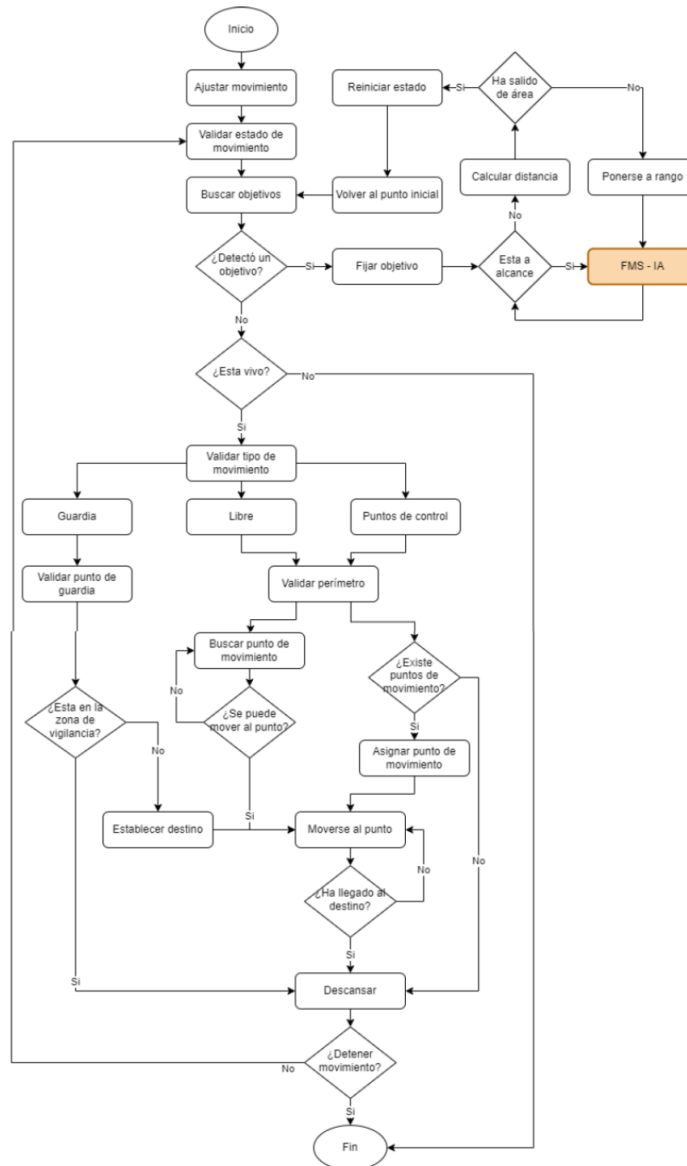 Inicio
Ajustar movimiento
Reiniciar estado
Si
Ha salido
de área
No
Validar estado de
movimiento
Buscar objetivos
Volver al punto inicial
Calcular distancia
Ponerse a rango
No
¿Detectó un
objetivo?
Si
Fijar objetivo
Esta a
alcance
Si
FMS - IA
No
¿Esta vivo?
No
Si
Validar tipo de
movimiento
Guardia
Libre
Puntos de control
Validar punto de
guardia
Validar perímetro
Buscar punto de
movimiento
¿Existe
puntos de
movimiento?
No
No
¿Esta en la
zona de
vigilancia?
¿Se puede
mover al punto?
Si
No
Asignar punto de
movimiento
Si
Establecer destino
Moverse al punto
No
No
¿Ha llegado al
destino?
Si
Si
Descansar
¿Detener
movimiento?
No
Si
Fin